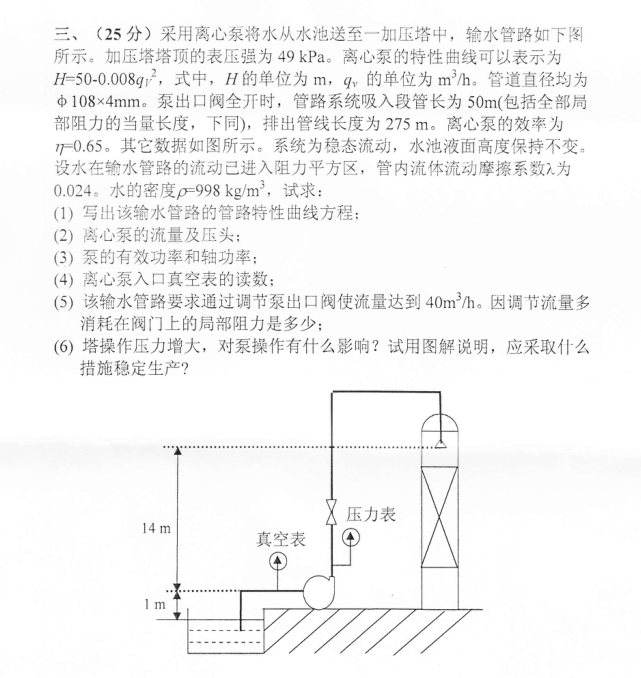 三、（25 分）采用离心泵将水从水池送至一加压塔中，输水管路如下图
所示。加压塔塔顶的表压强为 49 kPa。离心泵的特性曲线可以表示为
H=50-0.008qᵥ²，式中，H 的单位为 m，qᵥ 的单位为 m³/h。管道直径均为
φ108×4mm。泵出口阀全开时，管路系统吸入段管长为 50m(包括全部局
部阻力的当量长度，下同)，排出管线长度为 275 m。离心泵的效率为
η=0.65。其它数据如图所示。系统为稳态流动，水池液面高度保持不变。
设水在输水管路的流动已进入阻力平方区，管内流体流动摩擦系数λ为
0.024。水的密度ρ=998 kg/m³，试求：
(1) 写出该输水管路的管路特性曲线方程；
(2) 离心泵的流量及压头；
(3) 泵的有效功率和轴功率；
(4) 离心泵入口真空表的读数；
(5) 该输水管路要求通过调节泵出口阀使流量达到 40m³/h。因调节流量多
消耗在阀门上的局部阻力是多少；
(6) 塔操作压力增大，对泵操作有什么影响？试用图解说明，应采取什么
措施稳定生产？
14 m
真空表
压力表
1 m